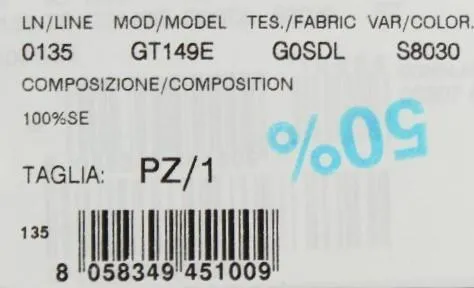 LN/LINE MOD/MODEL TES./FABRIC VAR/COLOR.
0135 GT149E G0SDL S8030
COMPOSIZIONE/COMPOSITION
100%SE
50%
TAGLIA: PZ/1
135
8 058349 451009